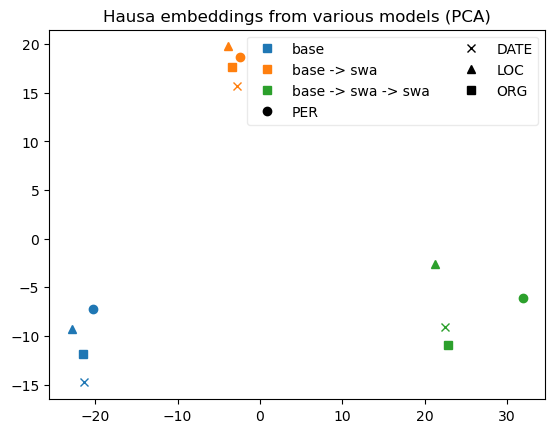 Hausa embeddings from various models (PCA)
base
base -> swa
base -> swa -> swa
PER
DATE
LOC
ORG
20
15
10
5
0
−5
−10
−15
−20
−10
0
10
20
30